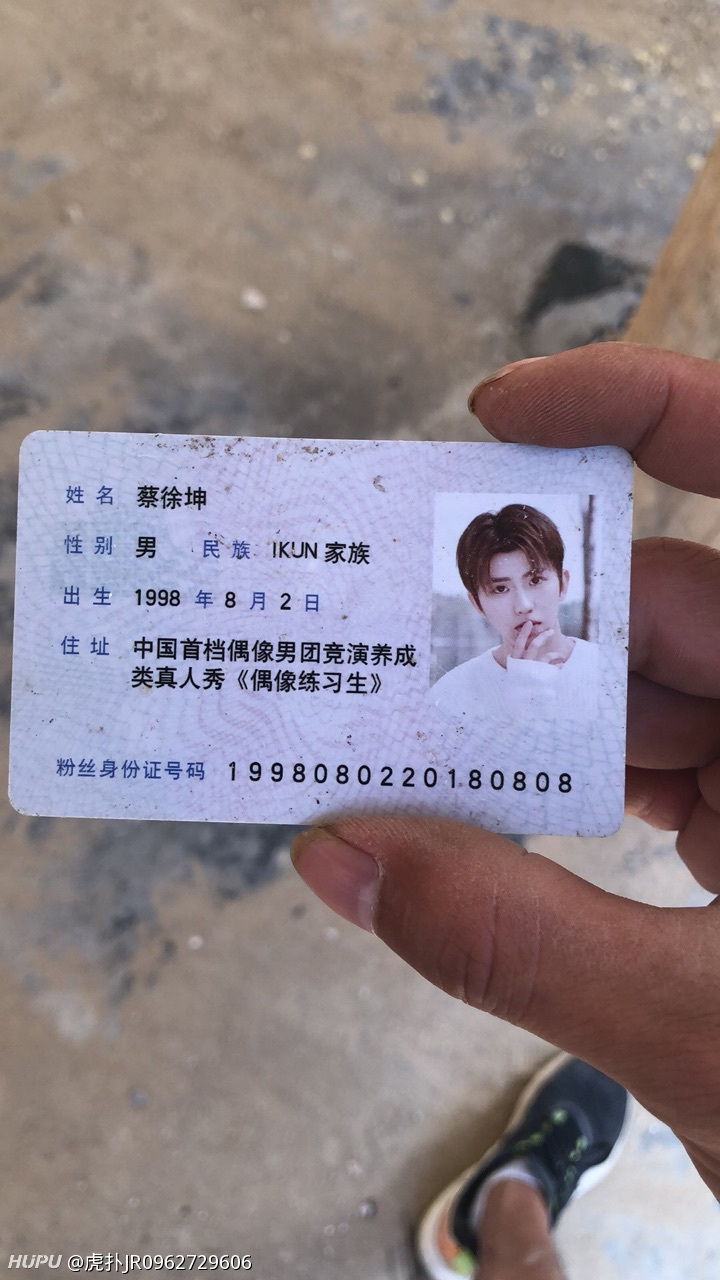 姓名 蔡徐坤
性别 男 民族 IKUN 家族
出生 1998 年 8 月 2 日
住址 中国首档偶像男团竞演养成
类真人秀《偶像练习生》
粉丝身份证号码 199808022018080808
HUPU @虎扑JR0962729606